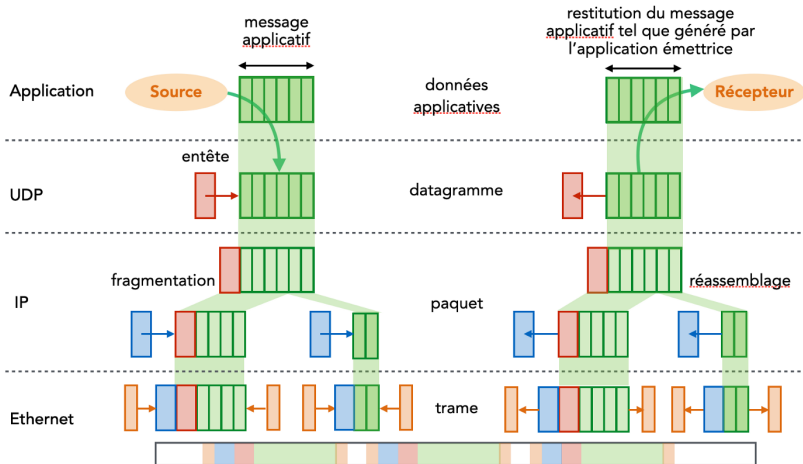 message
applicatif
restitution du message
applicatif tel que généré par
l'application émettrice
Application
Source
données
applicatives
Récepteur
entête
UDP
datagramme
fragmentation
réassemblage
IP
paquet
Ethernet
trame